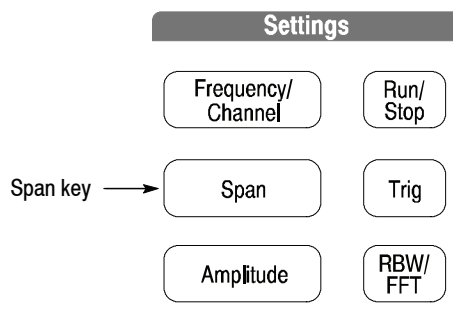 Settings
Frequency/
Channel
Run/
Stop
Span key
Span
Trig
Amplitude
RBW/
FFT